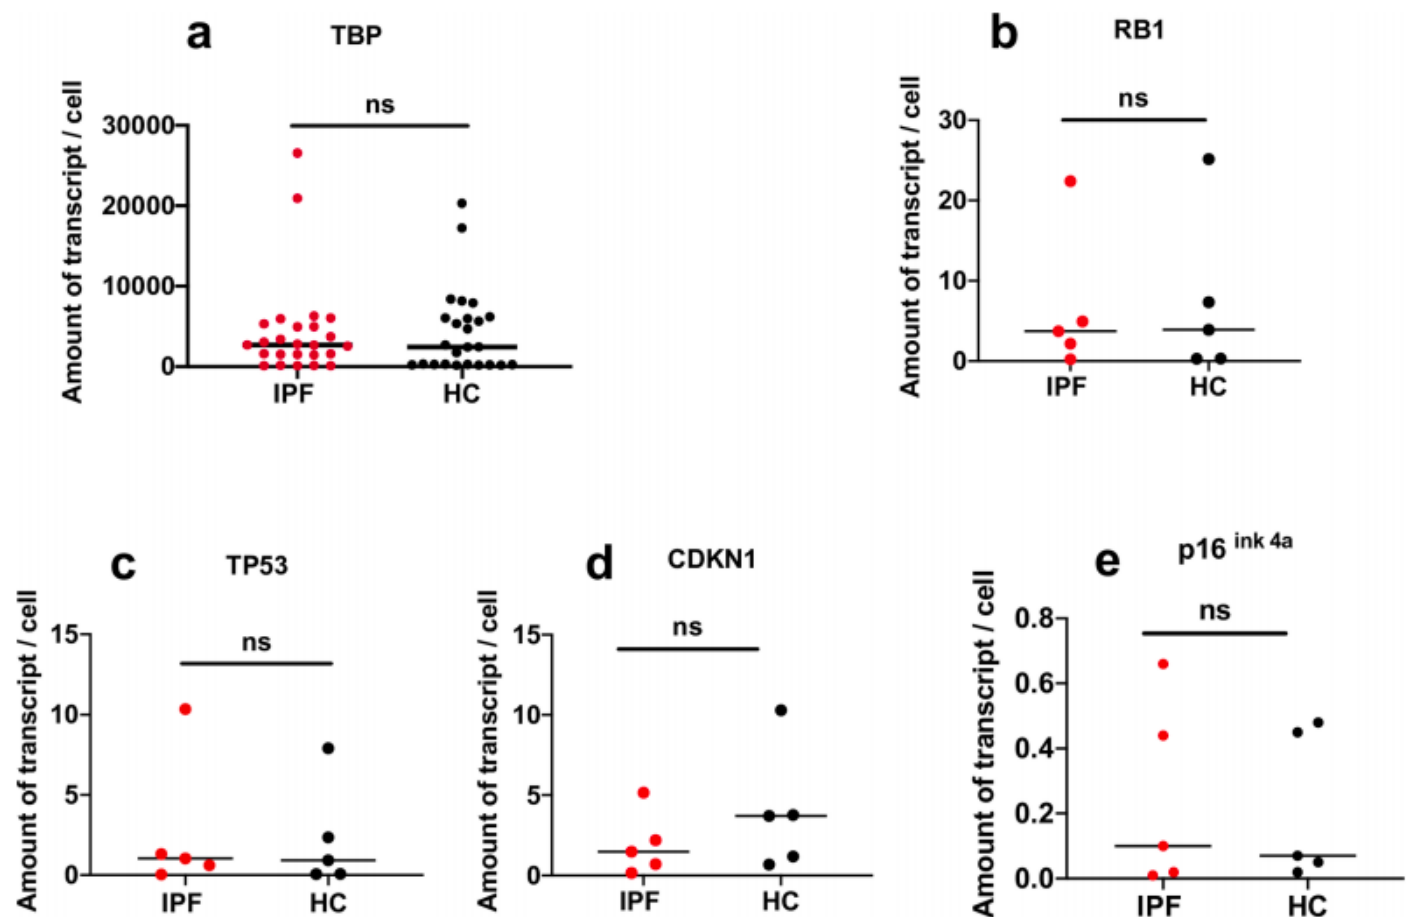 a
TBP
Amount of transcript / cell
ns
30000
20000
10000
0
IPF HC
b
RB1
Amount of transcript / cell
ns
30
20
10
0
IPF HC
c
TP53
Amount of transcript / cell
ns
15
10
5
0
IPF HC
d
CDKN1
Amount of transcript / cell
ns
15
10
5
0
IPF HC
e
p16 ink 4a
Amount of transcript / cell
ns
0.8
0.6
0.4
0.2
0.0
IPF HC